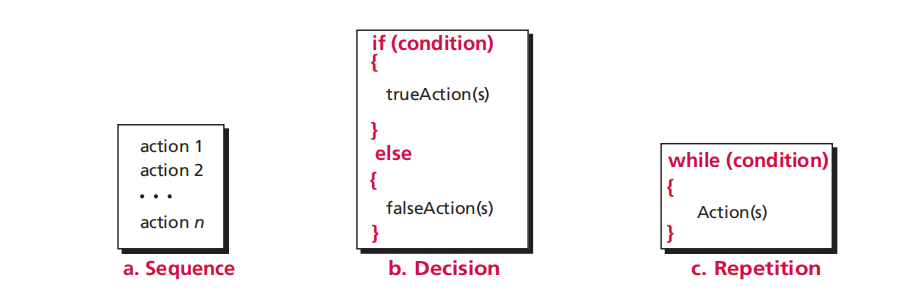 action 1
action 2
• • •
action n
a. Sequence
if (condition)
{
trueAction(s)
}
else
{
falseAction(s)
}
b. Decision
while (condition)
{
Action(s)
}
c. Repetition